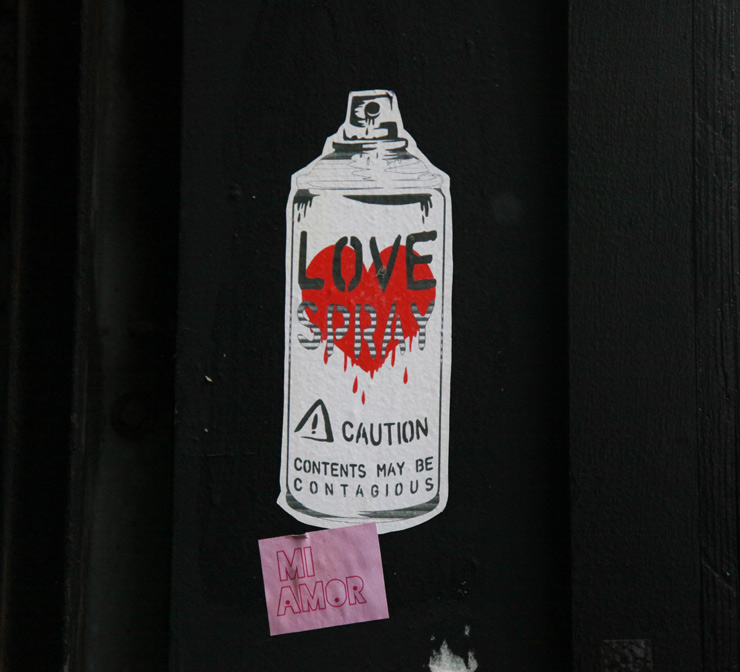 LOVE
SPRAY
CAUTION
CONTENTS MAY BE
CONTAGIOUS
MI
AMOR